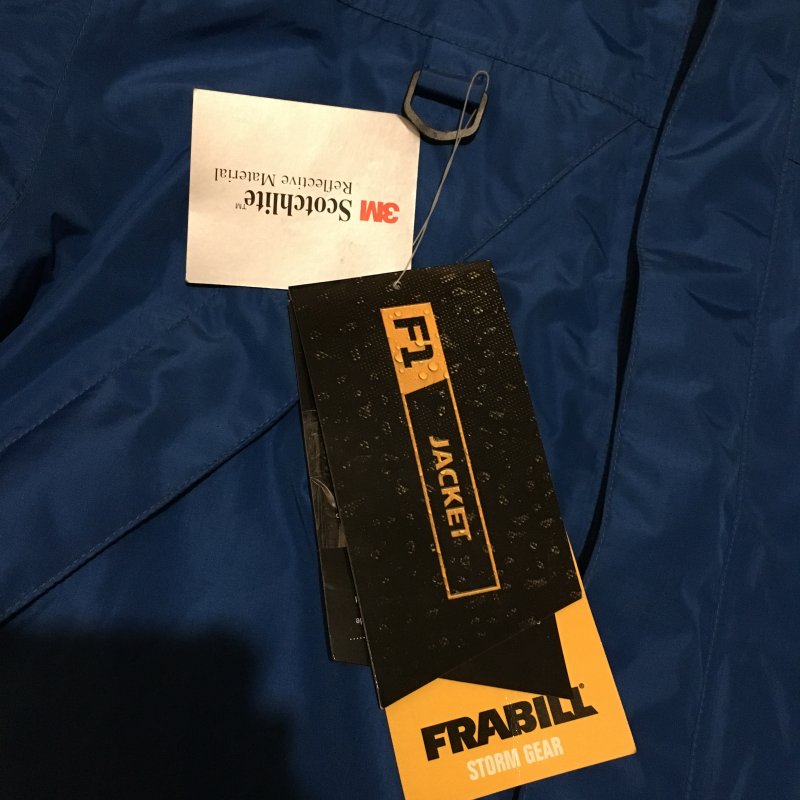 3M Scotchlite™
Reflective Material
F1
JACKET
FRABILL®
STORM GEAR